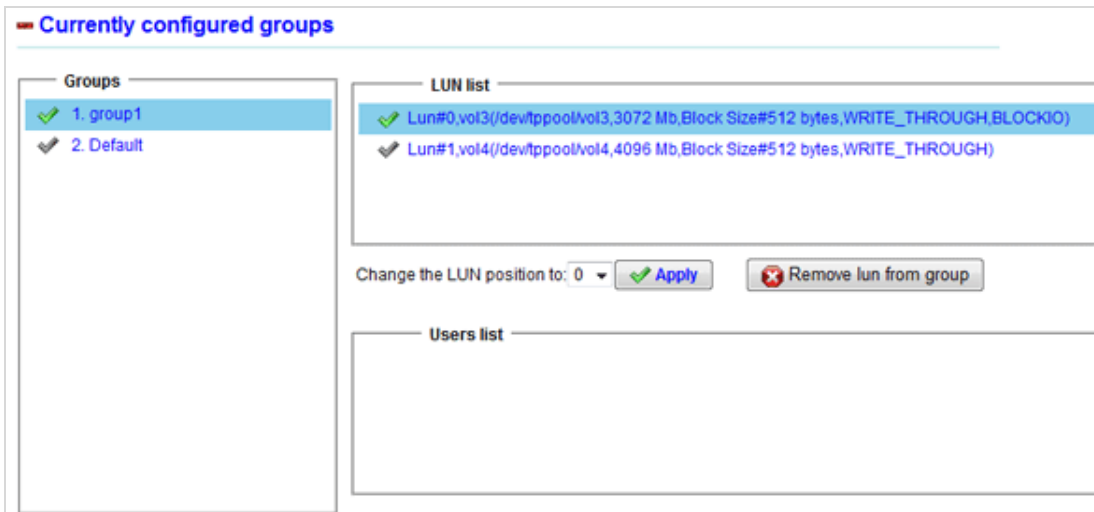 Currently configured groups
Groups
1. group1
2. Default
LUN list
Lun#0,vol3(/dev/tppool/vol3,3072 Mb,Block Size#512 bytes,WRITE_THROUGH,BLOCKIO)
Lun#1,vol4(/dev/tppool/vol4,4096 Mb,Block Size#512 bytes,WRITE_THROUGH)
Change the LUN position to: 0 Apply Remove lun from group
Users list